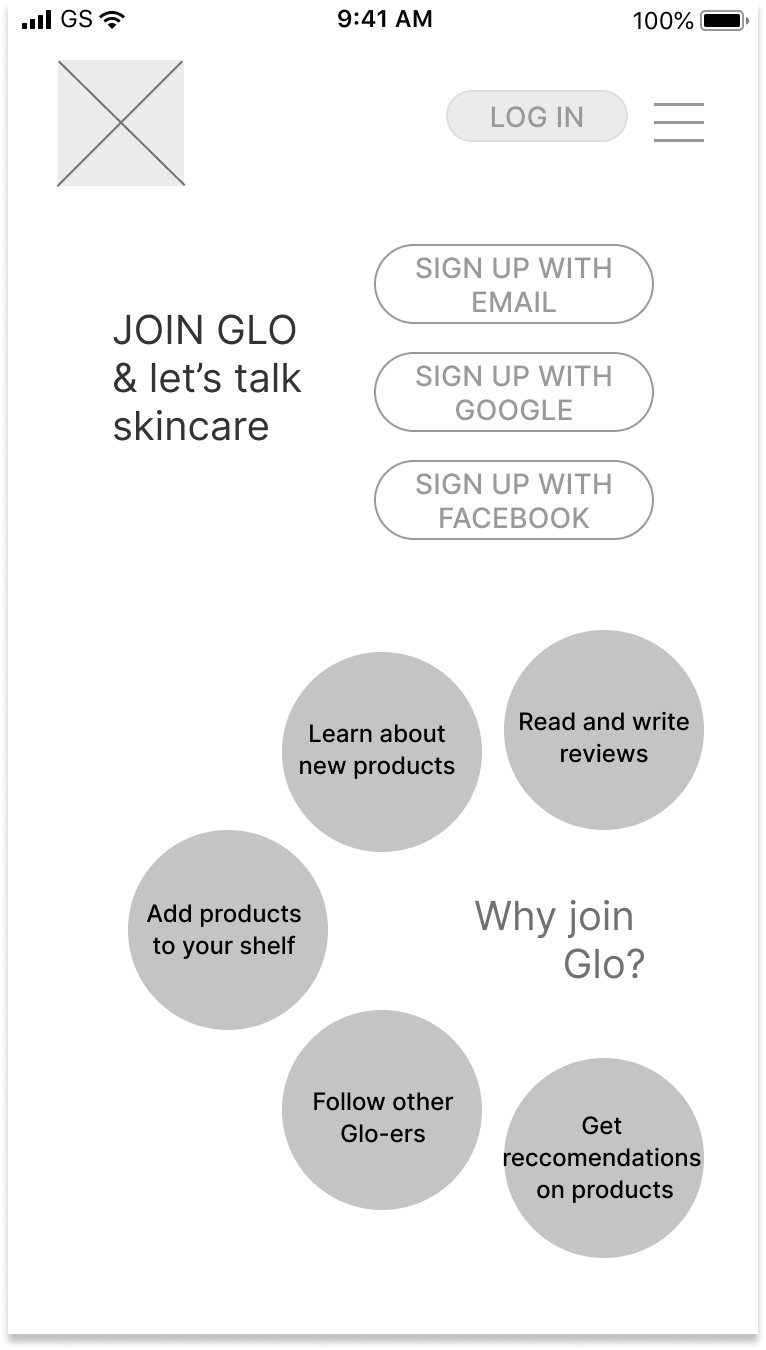 GS 9:41 AM 100%
LOG IN
JOIN GLO
& let’s talk
skincare
SIGN UP WITH
EMAIL
SIGN UP WITH
GOOGLE
SIGN UP WITH
FACEBOOK
Learn about
new products
Read and write
reviews
Add products
to your shelf
Why join
Glo?
Follow other
Glo-ers
Get
reccomendations
on products